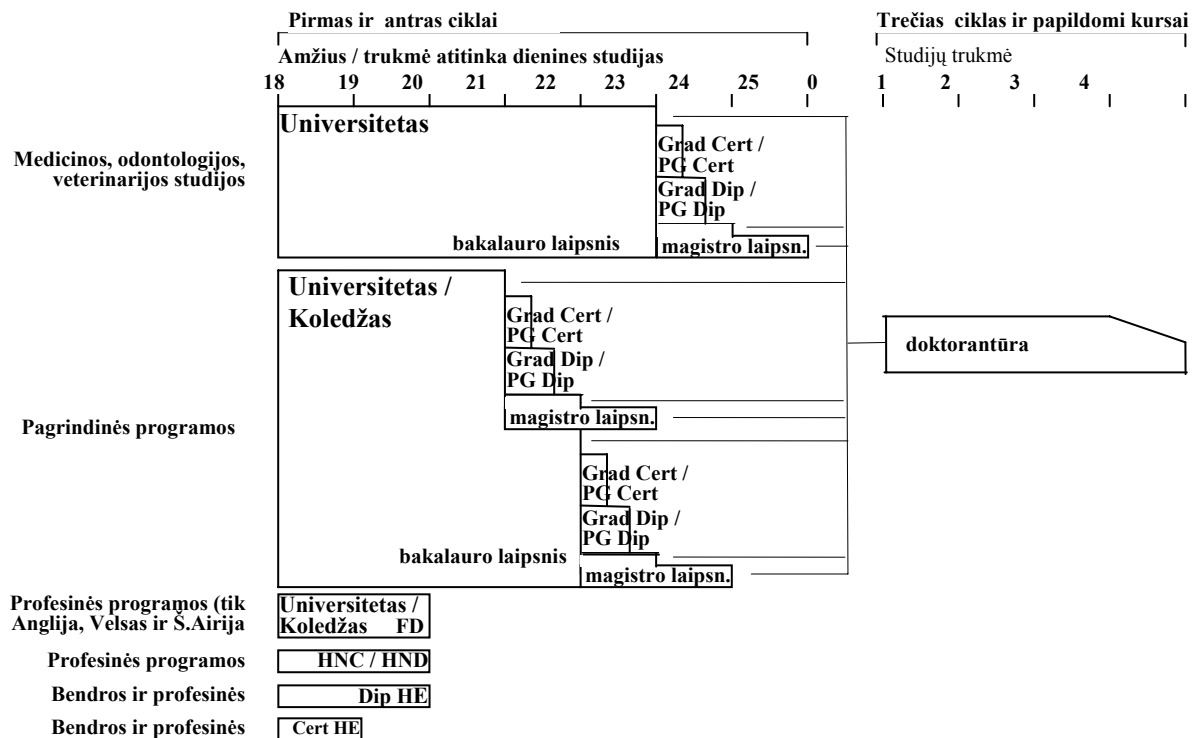 Pirmas ir antras ciklai
Trečias ciklas ir papildomi kursai
Amžius / trukmė atitinka dienines studijas
Studijų trukmė
18 19 20 21 22 23 24 25 0
1 2 3 4
Medicinos, odontologijos,
veterinarijos studijos
Universitetas
Grad Cert /
PG Cert
Grad Dip /
PG Dip
bakalauro laipsnis
magistro laipsn.
Pagrindinės programos
Universitetas /
Koledžas
Grad Cert /
PG Cert
Grad Dip /
PG Dip
magistro laipsn.
Grad Cert /
PG Cert
Grad Dip /
PG Dip
bakalauro laipsnis
magistro laipsn.
doktorantūra
Profesinės programos (tik
Anglija, Velsas ir Š.Airija
Universitetas /
Koledžas FD
Profesinės programos
HNC / HND
Bendros ir profesinės
Dip HE
Bendros ir profesinės
Cert HE